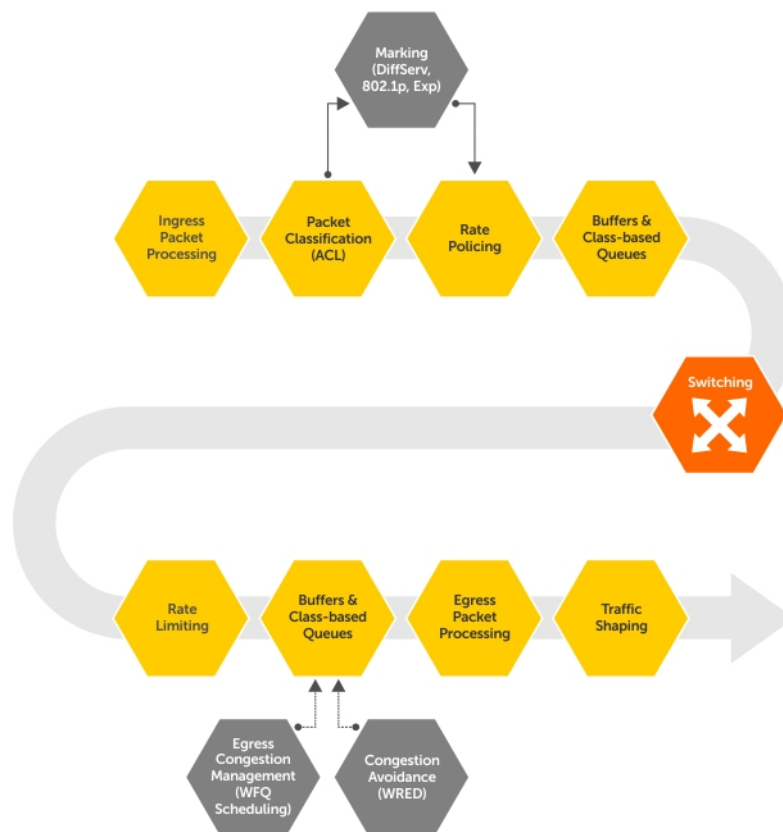 Marking
(DiffServ,
802.1p, Exp)
Ingress
Packet
Processing
Packet
Classification
(ACL)
Rate
Policing
Buffers &
Class-based
Queues
Switching
Rate
Limiting
Buffers &
Class-based
Queues
Egress
Packet
Processing
Traffic
Shaping
Egress
Congestion
Management
(WFQ
Scheduling)
Congestion
Avoidance
(WRED)